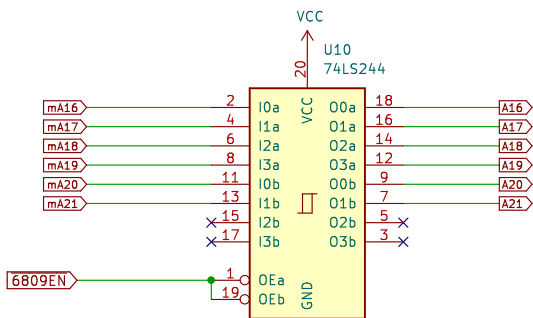 VCC
U10
74LS244
20
VCC
mA16 2 I0a O0a 18 A16
mA17 4 I1a O1a 16 A17
mA18 6 I2a O2a 14 A18
mA19 8 I3a O3a 12 A19
mA20 11 I0b O0b 9 A20
mA21 13 I1b O1b 7 A21
15 I2b O2b 5
17 I3b O3b 3
6809EN 1 OEa
19 OEb
GND